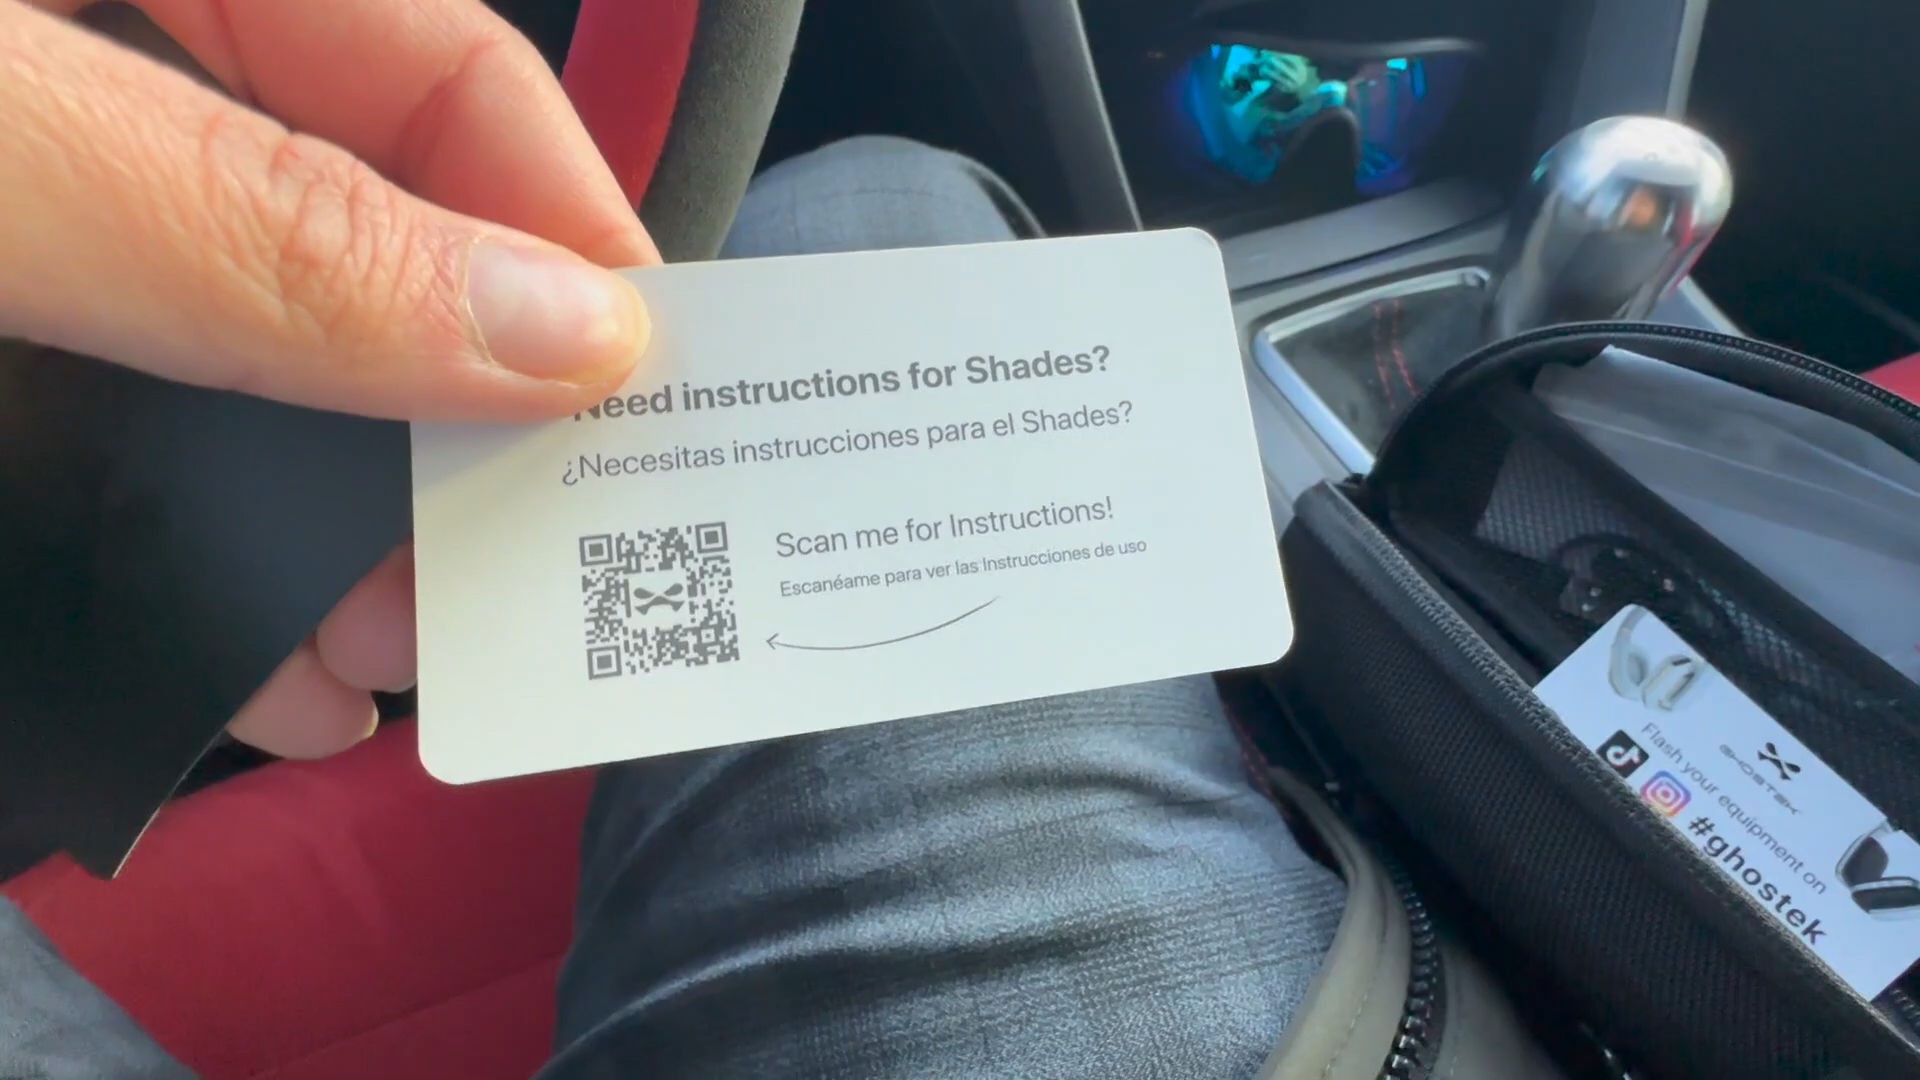 Need instructions for Shades?
¿Necesitas instrucciones para el Shades?
Scan me for Instructions!
Escanéame para ver las Instrucciones de uso
GHOSTEK
Flash your equipment on
#ghostek